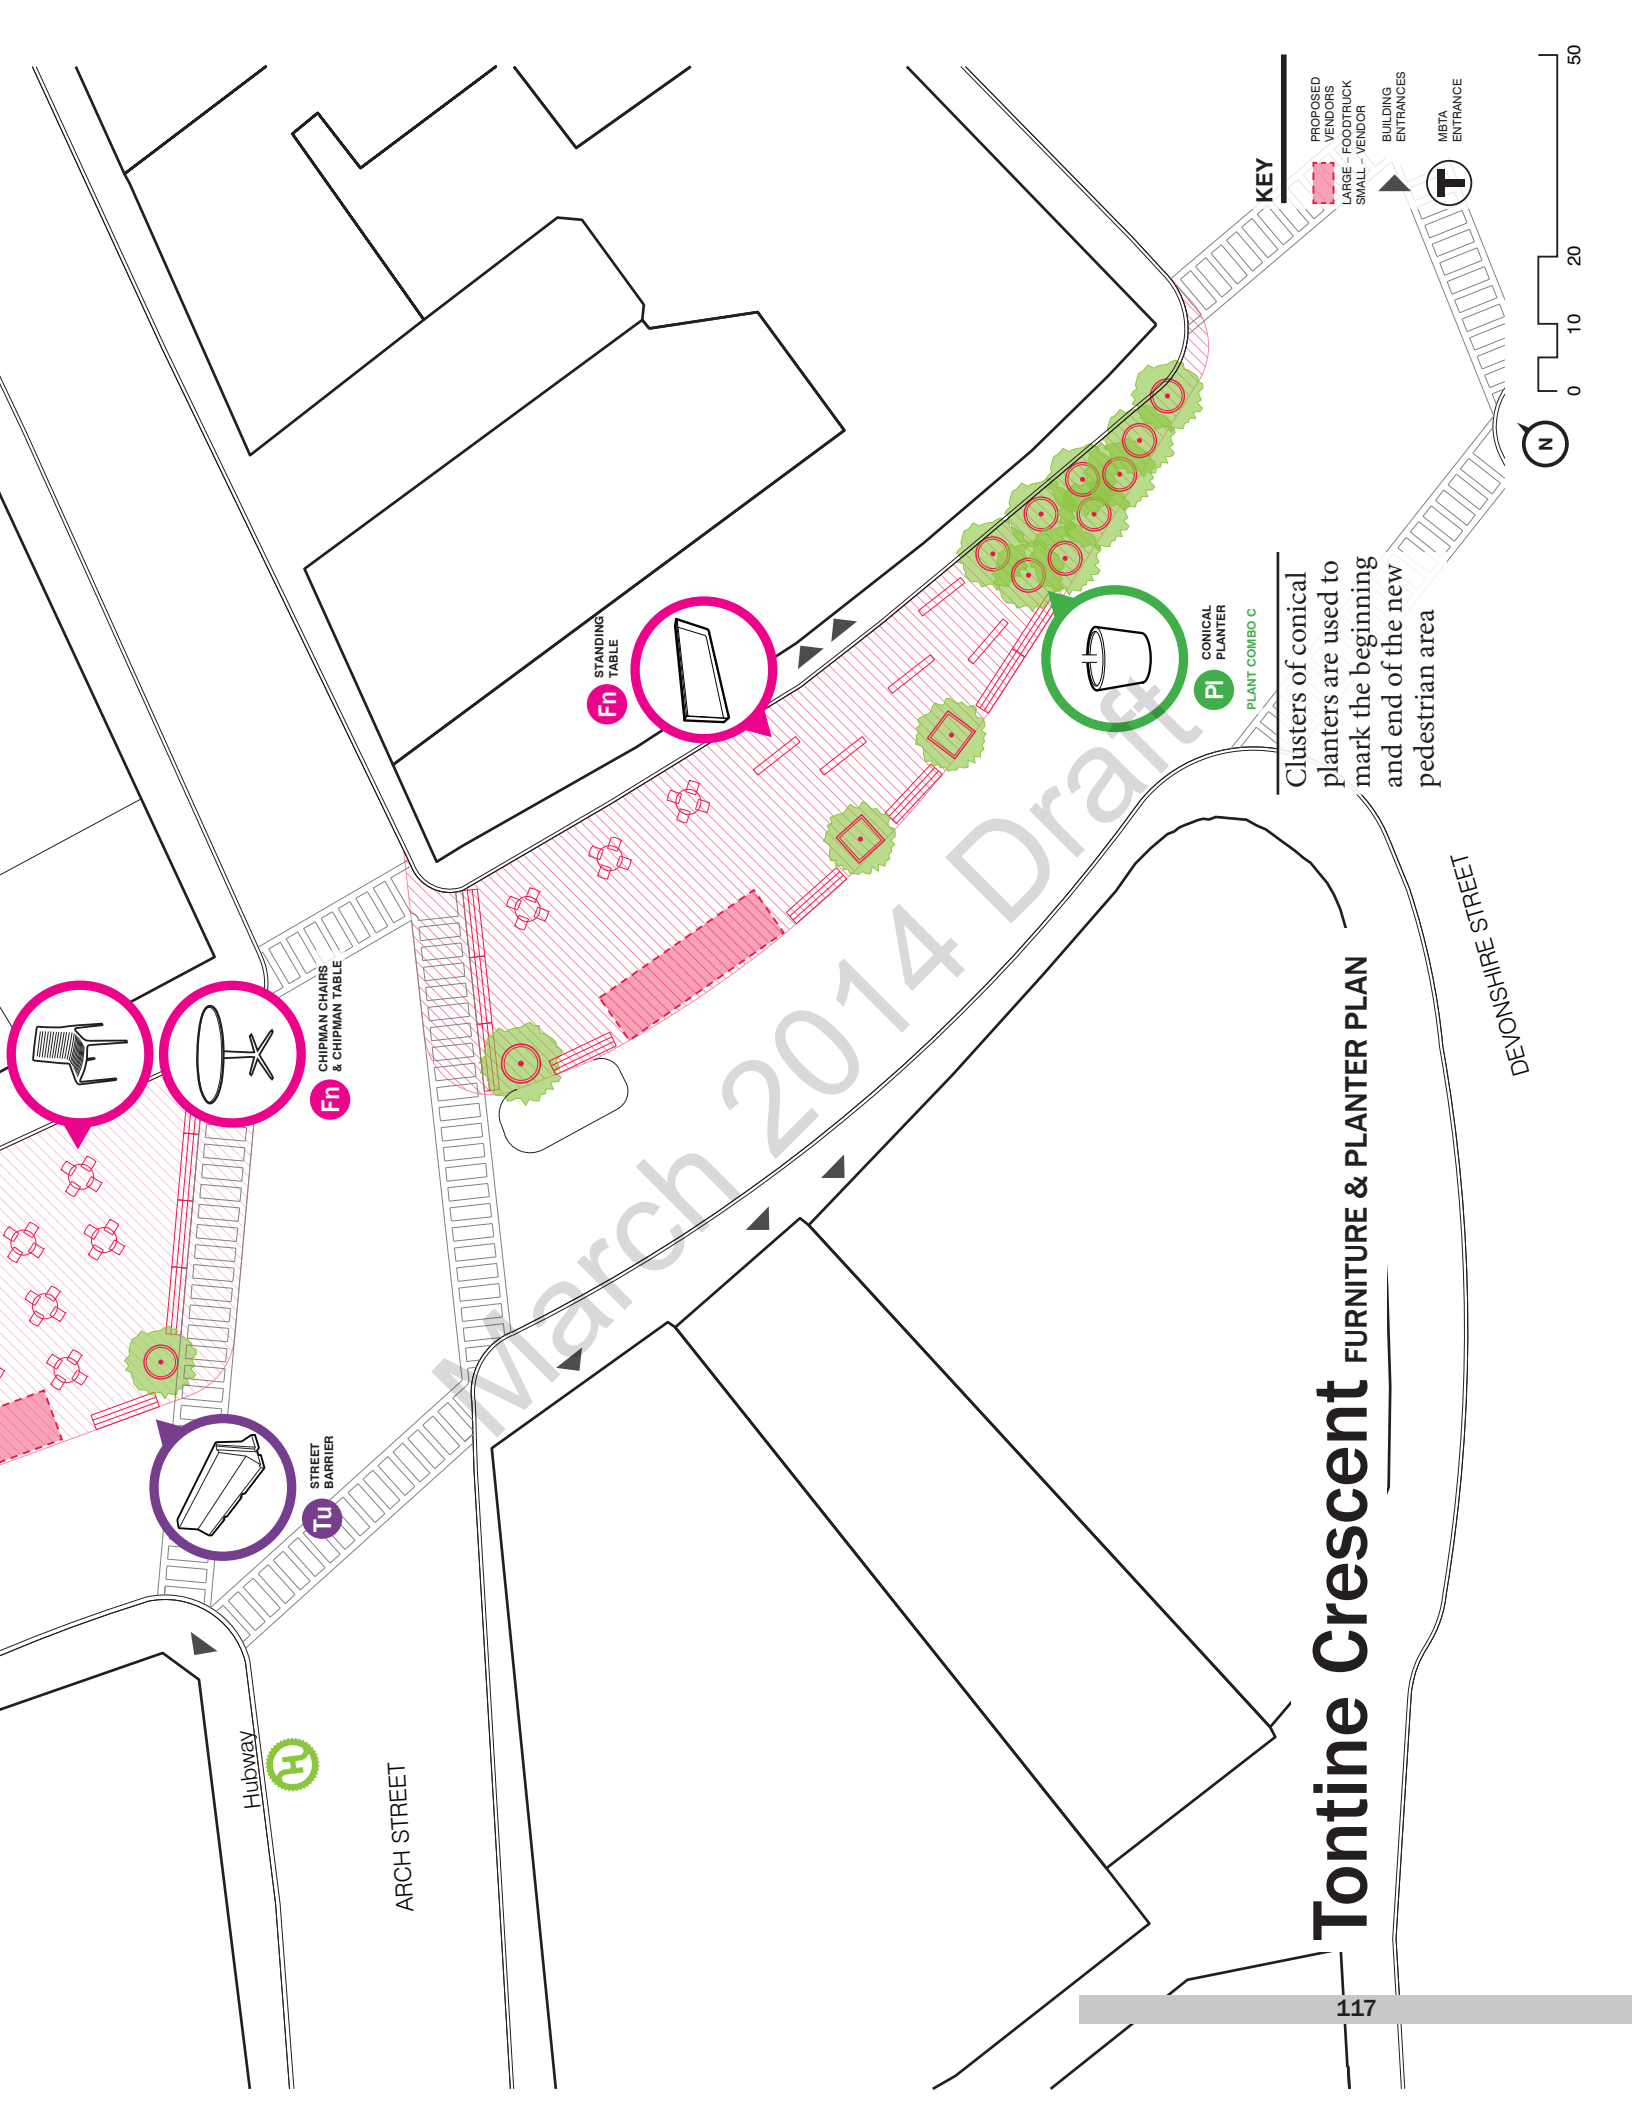 Tontine Crescent FURNITURE & PLANTER PLAN
Hubway
ARCH STREET
DEVONSHIRE STREET
Tu
STREET
BARRIER
Fn
CHIPMAN CHAIRS
& CHIPMAN TABLE
Fn
STANDING
TABLE
Pl
CONICAL
PLANTER
PLANT COMBO C
Clusters of conical
planters are used to
mark the beginning
and end of the new
pedestrian area
KEY
PROPOSED
VENDORS
LARGE – FOODTRUCK
SMALL – VENDOR
BUILDING
ENTRANCES
T
MBTA
ENTRANCE
N
0 10 20 50
March 2014 Draft
117